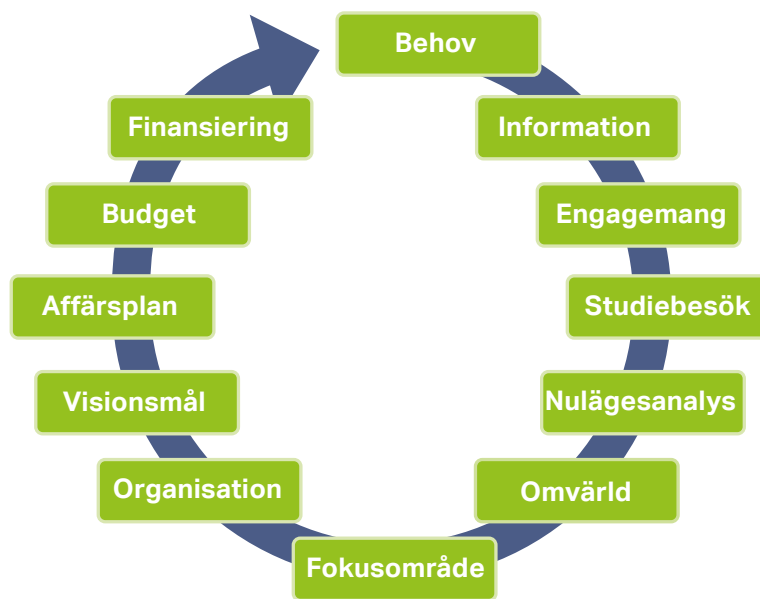 Behov
Information
Engagemang
Studiebesök
Nulägesanalys
Omvärld
Fokusområde
Organisation
Visionsmål
Affärsplan
Budget
Finansiering